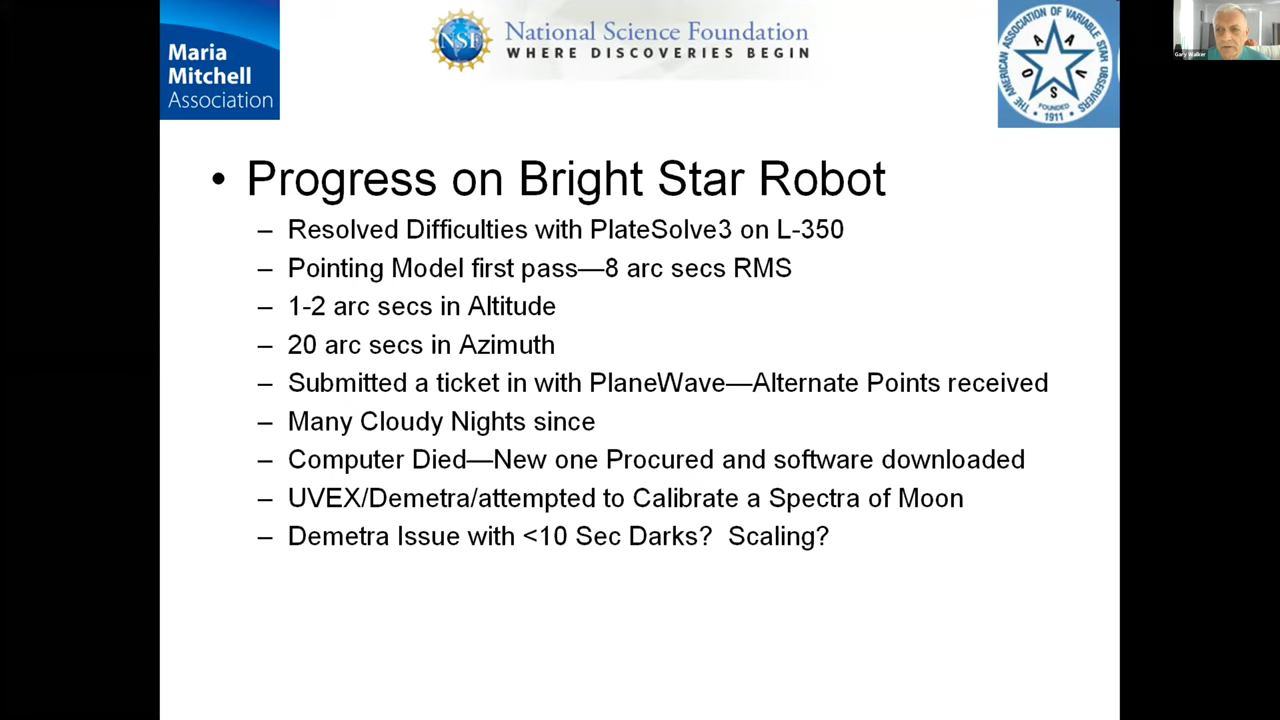 Maria
Mitchell
Association
NSF
National Science Foundation
WHERE DISCOVERIES BEGIN
THE AMERICAN ASSOCIATION OF VARIABLE STAR OBSERVERS
A A V S O
FOUNDED
1911
Gary Walker
• Progress on Bright Star Robot
– Resolved Difficulties with PlateSolve3 on L-350
– Pointing Model first pass—8 arc secs RMS
– 1-2 arc secs in Altitude
– 20 arc secs in Azimuth
– Submitted a ticket in with PlaneWave—Alternate Points received
– Many Cloudy Nights since
– Computer Died—New one Procured and software downloaded
– UVEX/Demetra/attempted to Calibrate a Spectra of Moon
– Demetra Issue with <10 Sec Darks?  Scaling?